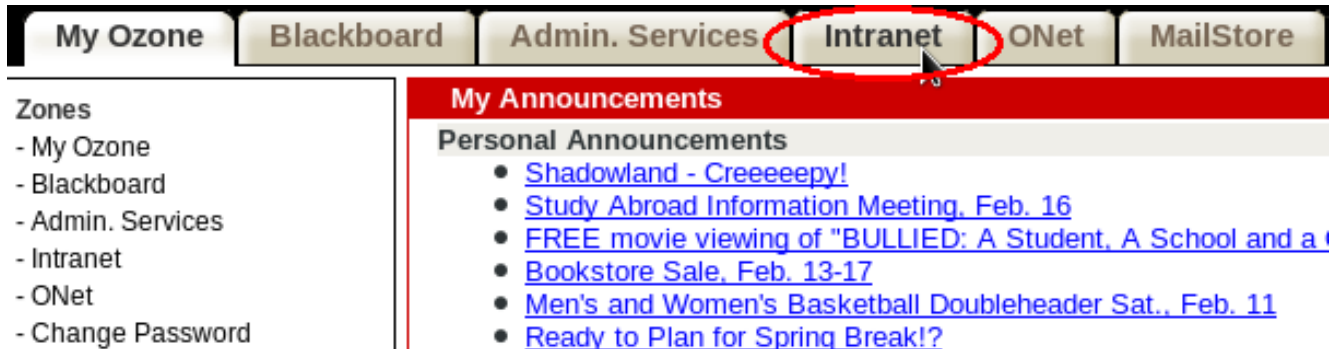 My Ozone Blackboard Admin. Services Intranet ONet MailStore
Zones
- My Ozone
- Blackboard
- Admin. Services
- Intranet
- ONet
- Change Password
My Announcements
Personal Announcements
Shadowland - Creeeeepy!
Study Abroad Information Meeting, Feb. 16
FREE movie viewing of "BULLIED: A Student, A School and a
Bookstore Sale, Feb. 13-17
Men's and Women's Basketball Doubleheader Sat., Feb. 11
Ready to Plan for Spring Break!?